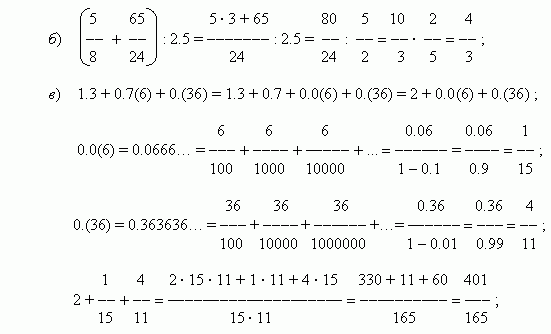 б) (5/8 + 65/24) : 2.5 = (5 · 3 + 65)/24 : 2.5 = 80/24 : 5/2 = 10/3 · 2/5 = 4/3 ;
в) 1.3 + 0.7(6) + 0.(36) = 1.3 + 0.7 + 0.0(6) + 0.(36) = 2 + 0.0(6) + 0.(36) ;
0.0(6) = 0.0666… = 6/100 + 6/1000 + 6/10000 + ... = 0.06/(1 – 0.1) = 0.06/0.9 = 1/15 ;
0.(36) = 0.363636… = 36/100 + 36/10000 + 36/1000000 +... = 0.36/(1 – 0.01) = 0.36/0.99 = 4/11 ;
2 + 1/15 + 4/11 = (2 · 15 · 11 + 1 · 11 + 4 · 15)/(15 · 11) = (330 + 11 + 60)/165 = 401/165 ;